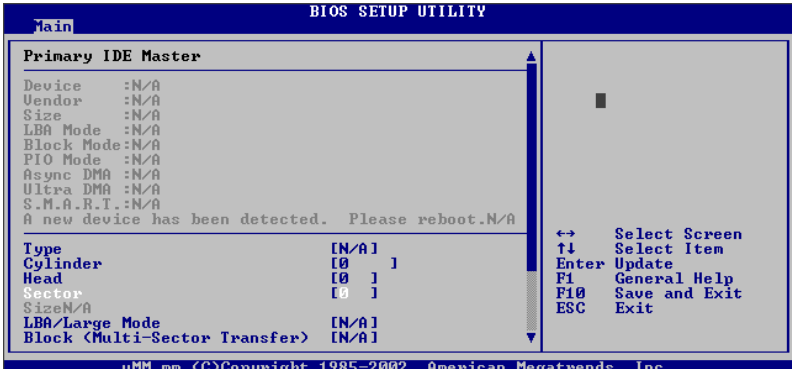 BIOS SETUP UTILITY
Main
Primary IDE Master
Device :N/A
Vendor :N/A
Size :N/A
LBA Mode :N/A
Block Mode:N/A
PIO Mode :N/A
Async DMA :N/A
Ultra DMA :N/A
S.M.A.R.T.:N/A
A new device has been detected. Please reboot.N/A
Type [N/A]
Cylinder [0 ]
Head [0 ]
Sector [0 ]
SizeN/A
LBA/Large Mode [N/A]
Block (Multi-Sector Transfer) [N/A]
↔ Select Screen
↑↓ Select Item
Enter Update
F1 General Help
F10 Save and Exit
ESC Exit
(C)Copyright 1985-2002, American Megatrends, Inc